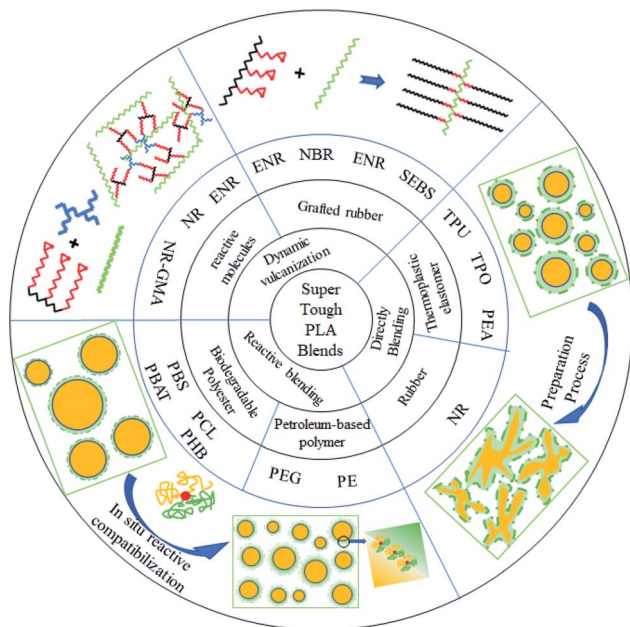 Super
Tough
PLA
Blends
Dynamic
vulcanization
Directly
Blending
Reactive blending
Grafted rubber
Thermoplastic
elastomer
Rubber
Petroleum-based
polymer
Biodegradable
Polyester
reactive
molecules
NR-GMA
NR
ENR
ENR
NBR
ENR
SEBS
TPU
TPO
PEA
NR
PE
PEG
PHB
PCL
PBS
PBAT
Preparation
Process
In situ reactive
compatibilization
+
+